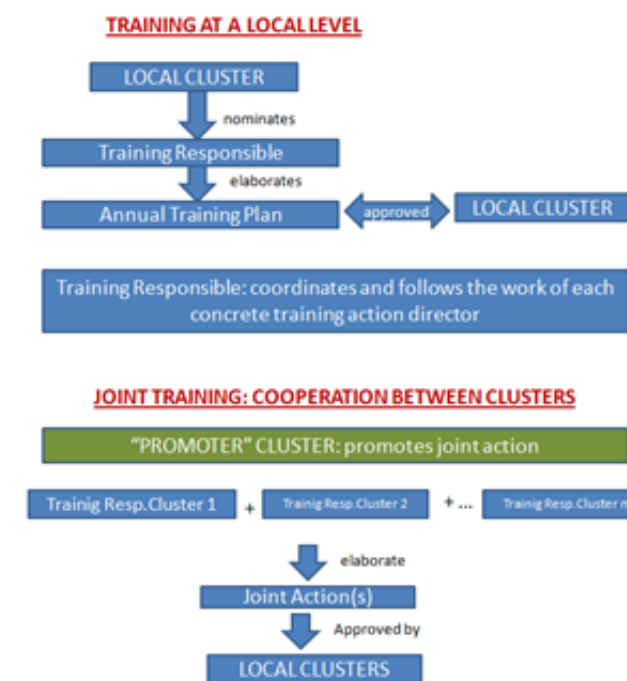 TRAINING AT A LOCAL LEVEL
LOCAL CLUSTER
nominates
Training Responsible
elaborates
Annual Training Plan
approved
LOCAL CLUSTER
Training Responsible: coordinates and follows the work of each
concrete training action director
JOINT TRAINING: COOPERATION BETWEEN CLUSTERS
“PROMOTER” CLUSTER: promotes joint action
Trainig Resp.Cluster 1 + Trainig Resp.Cluster 2 + ... Trainig Resp.Cluster n
elaborate
Joint Action(s)
Approved by
LOCAL CLUSTERS